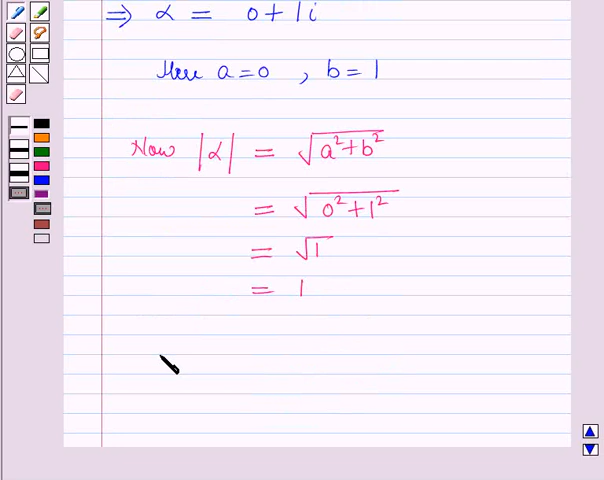 ⇒ α = 0 + 1i
Here a = 0 , b = 1
Now |α| = √(a² + b²)
= √(0² + 1²)
= √1
= 1